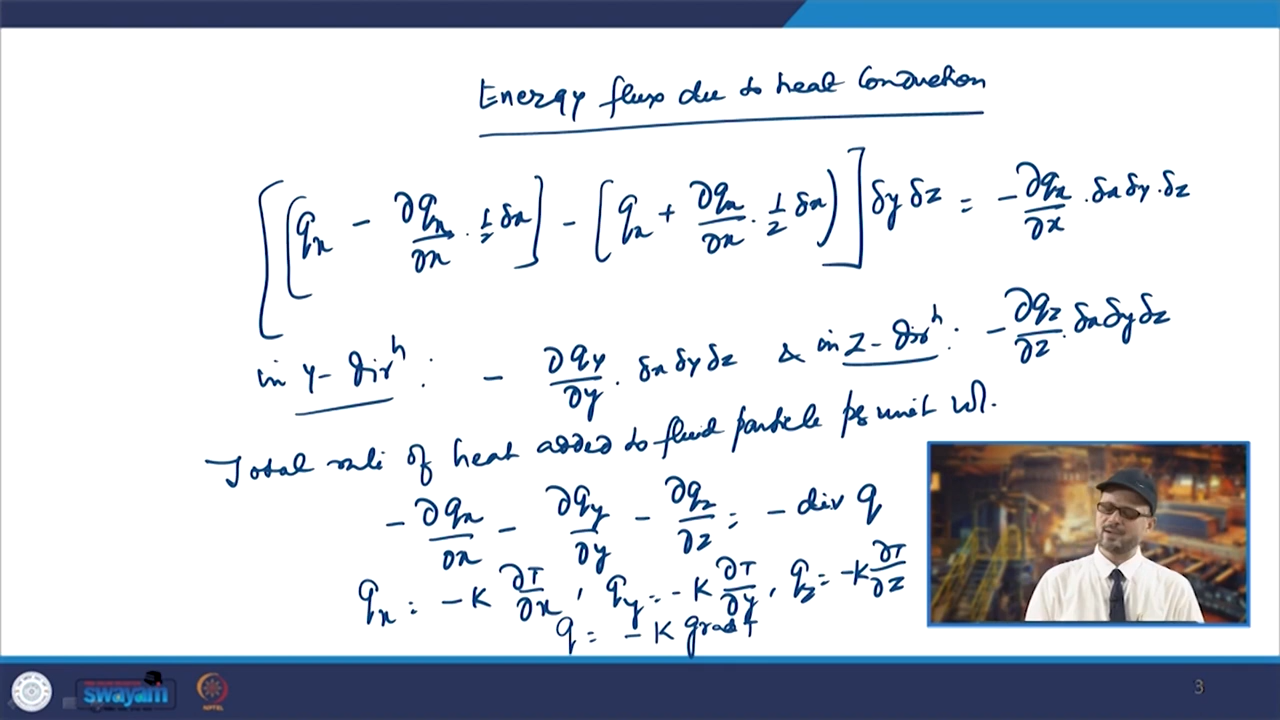 Energy flux due to heat Conduction
[(qx − ∂qx/∂x . 1/2 δx] − [qx + ∂qx/∂x . 1/2 δx)] δy δz = − ∂qx/∂x . δx δy . δz
in y-dirⁿ : − ∂qy/∂y . δx δy δz & in z-dirⁿ : − ∂qz/∂z . δx δy δz
Total rate of heat added to fluid particle per unit vol.
− ∂qx/∂x − ∂qy/∂y − ∂qz/∂z = − div q
qx = −K ∂T/∂x , qy = −K ∂T/∂y , qz = −K ∂T/∂z
q = −K grad T
swayam
NPTEL
3